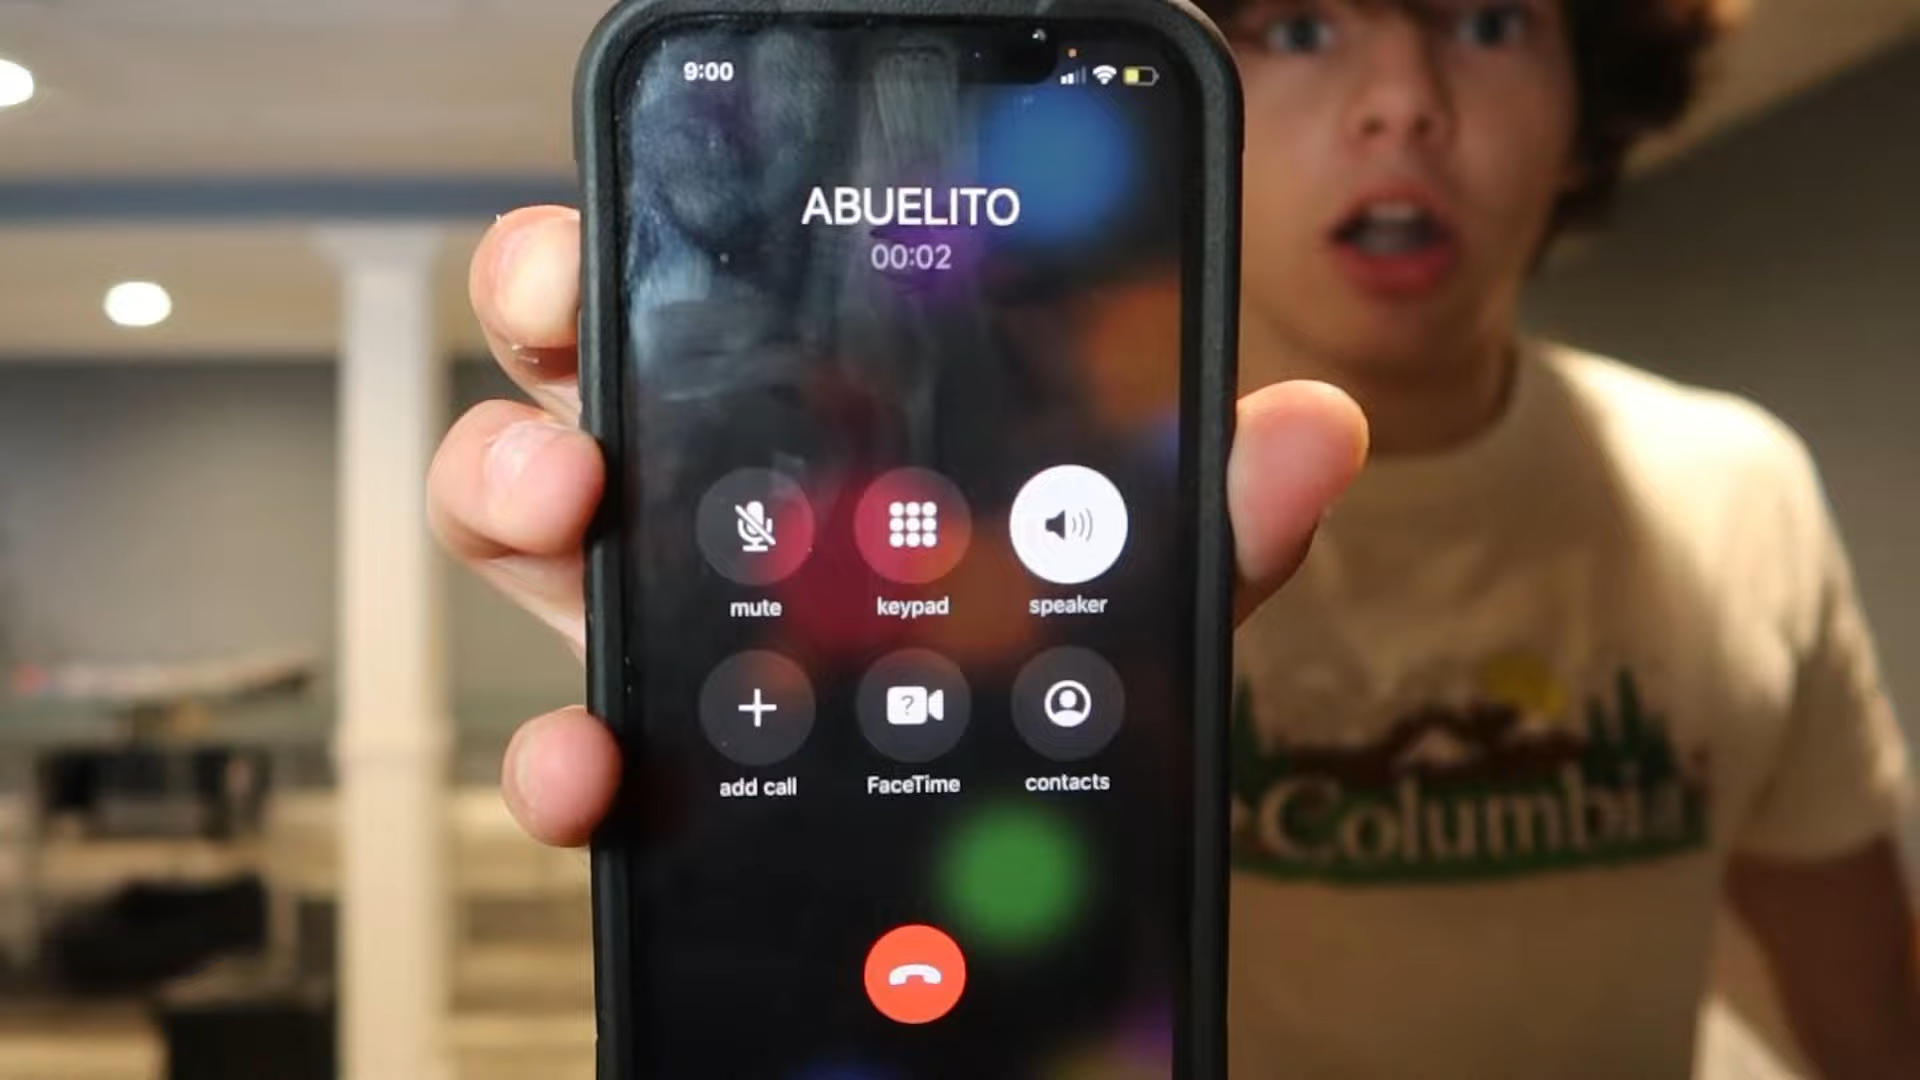 9:00
ABUELITO
00:02
mute
keypad
speaker
?
add call
FaceTime
contacts
Columbia